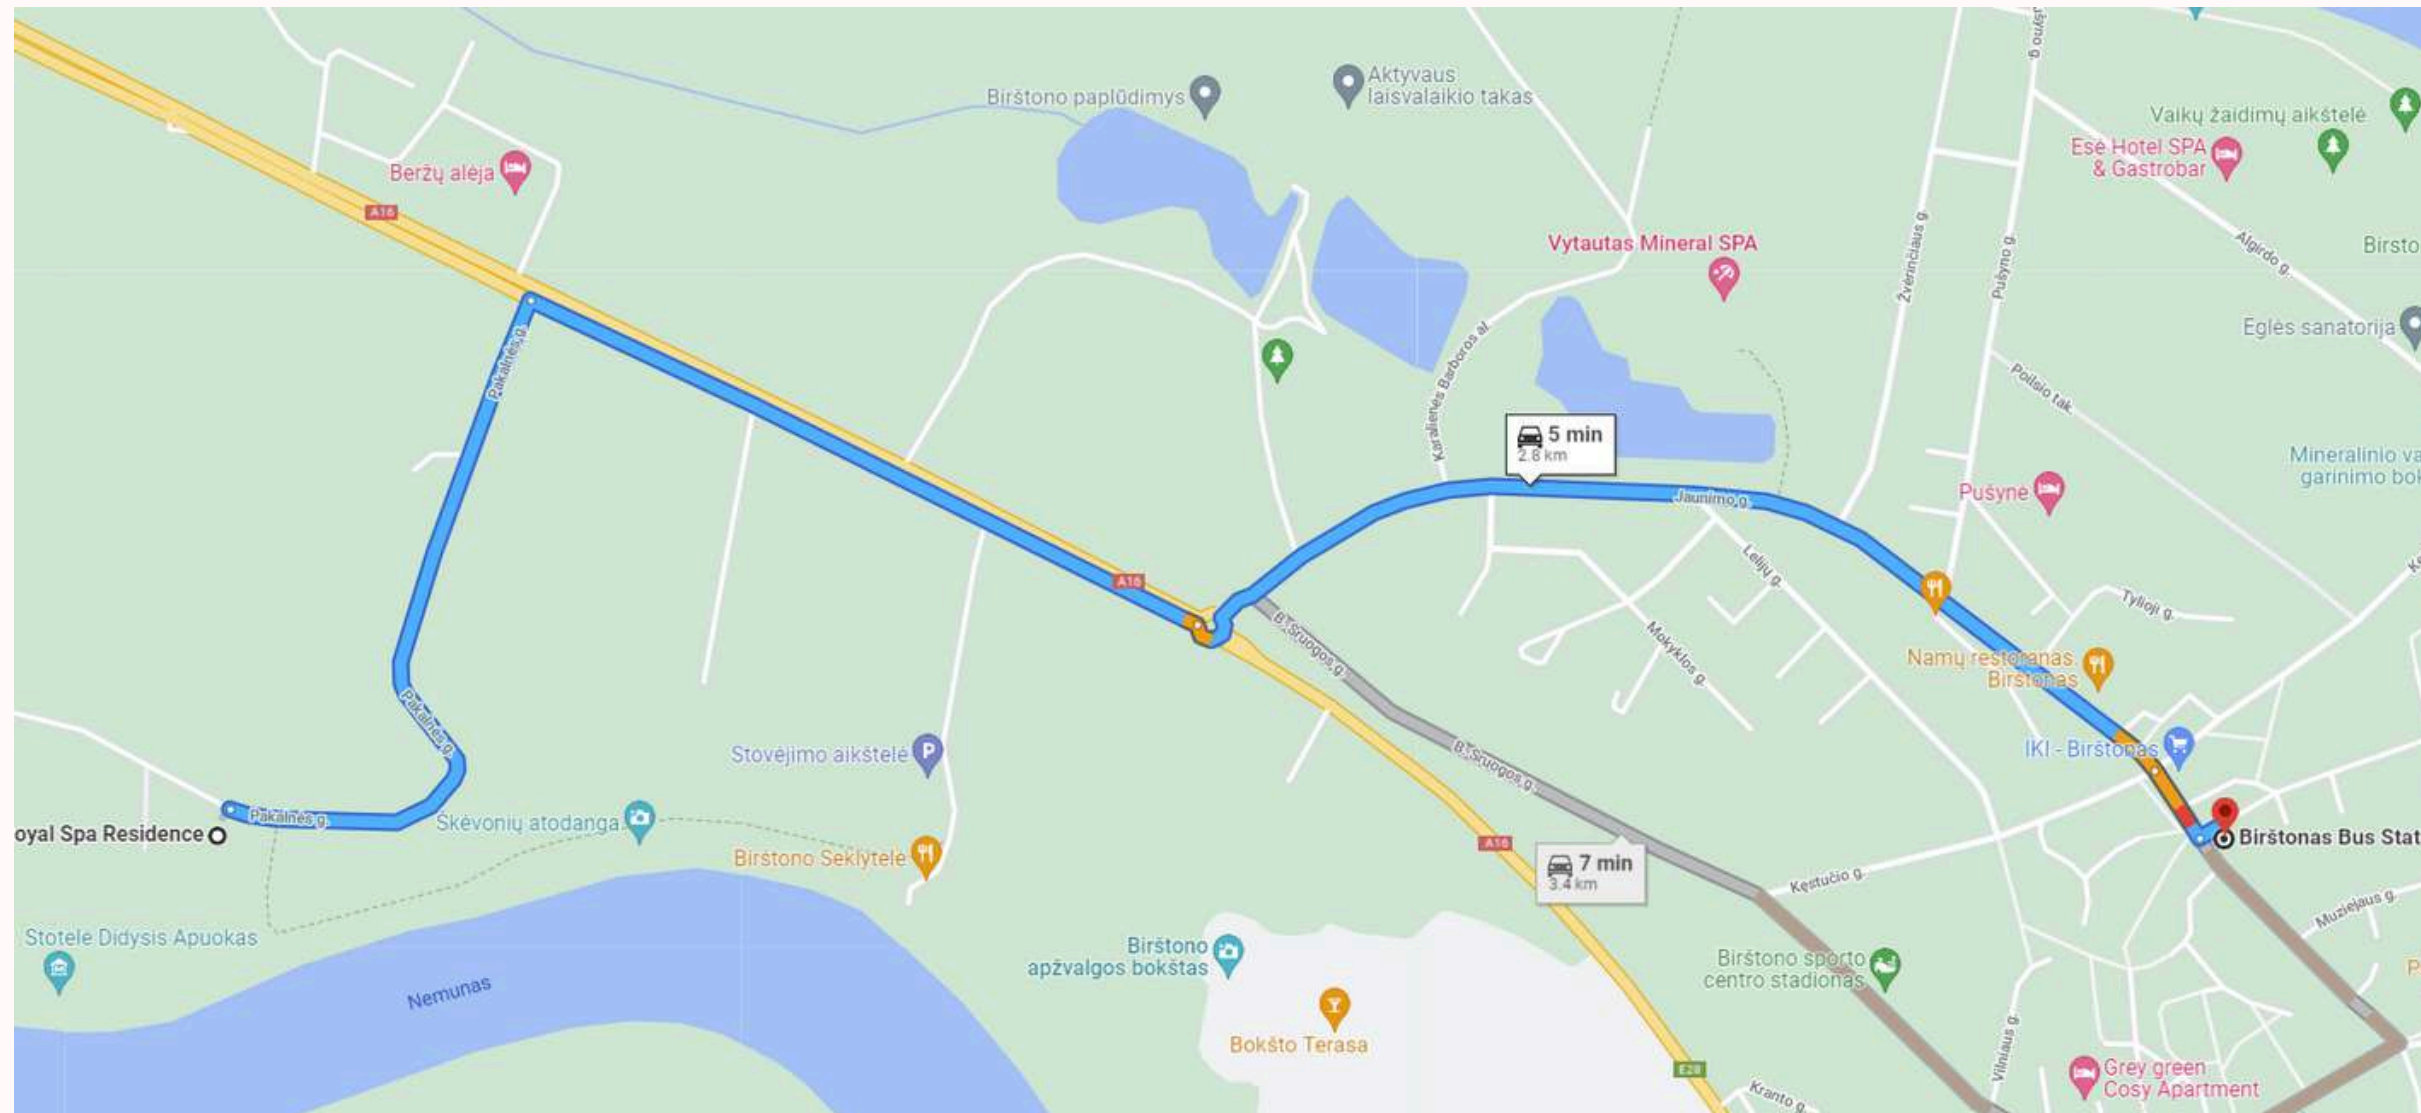 Birštono paplūdimys
Aktyvaus
laisvalaikio takas
Vaikų žaidimų aikštelė
Esė Hotel SPA
& Gastrobar
Beržų alėja
A16
Vytautas Mineral SPA
Žvėrinčiaus g.
Pušyno g.
Algirdo g.
Birsto
Eglės sanatorija
Pakalnės g.
Karalienės Barboros al.
Poilsio tak.
5 min
2.8 km
Mineralinio va
garinimo bok
Pušynė
Jaunimo g.
Lelijų g.
A16
Tylioji g.
B. Sruogos g.
Mokyklos g.
Namų restoranas
Birštonas
Pakalnės g.
Stovėjimo aikštelė
P
B. Sruogos g.
IKI - Birštonas
Pakalnės g.
oyal Spa Residence
Škėvonių atodanga
Birštono Seklytėlė
A16
7 min
3.4 km
Birštonas Bus Stat
Kęstučio g.
Muziejaus g.
Stotelė Didysis Apuokas
Birštono
apžvalgos bokštas
Birštono sporto
centro stadionas
Nemunas
Bokšto Terasa
Vilniaus g.
E28
Kranto g.
Grey green
Cosy Apartment